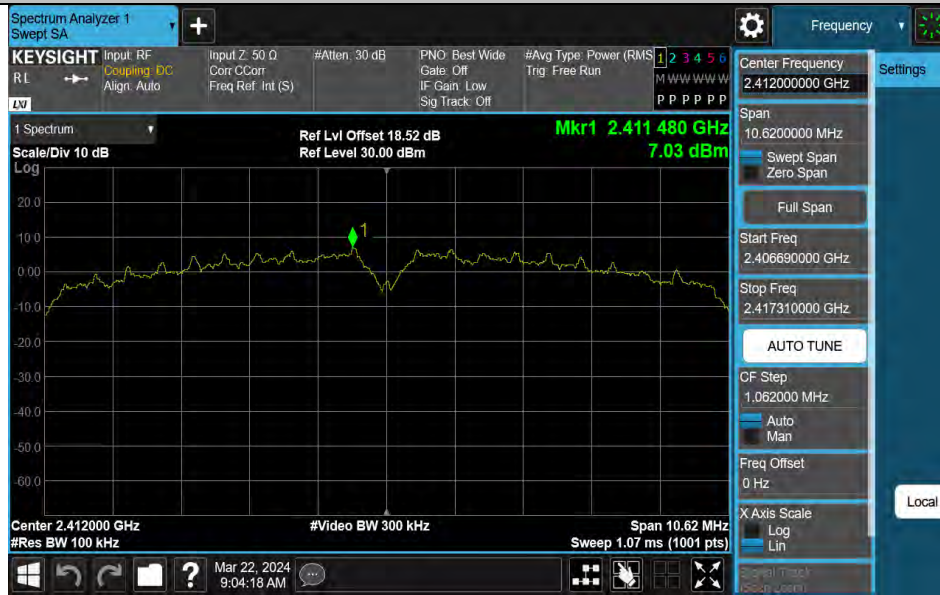 Spectrum Analyzer 1
Swept SA
Frequency
KEYSIGHT
RL
LXI
Input: RF
Coupling: DC
Align: Auto
Input Z: 50 Ω
Corr CCorr
Freq Ref: Int (S)
#Atten: 30 dB
PNO: Best Wide
Gate: Off
IF Gain: Low
Sig Track: Off
#Avg Type: Power (RMS
Trig: Free Run
1 2 3 4 5 6
M W W W W W
P P P P P P
1 Spectrum
Scale/Div 10 dB
Ref Lvl Offset 18.52 dB
Ref Level 30.00 dBm
Mkr1 2.411 480 GHz
7.03 dBm
Log
20.0
10.0
0.00
-10.0
-20.0
-30.0
-40.0
-50.0
-60.0
1
Center 2.412000 GHz
#Res BW 100 kHz
#Video BW 300 kHz
Span 10.62 MHz
Sweep 1.07 ms (1001 pts)
Mar 22, 2024
9:04:18 AM
Center Frequency
2.412000000 GHz
Span
10.6200000 MHz
Swept Span
Zero Span
Full Span
Start Freq
2.406690000 GHz
Stop Freq
2.417310000 GHz
AUTO TUNE
CF Step
1.062000 MHz
Auto
Man
Freq Offset
0 Hz
X Axis Scale
Log
Lin
Signal Track
(Span Zoom)
Settings
Local